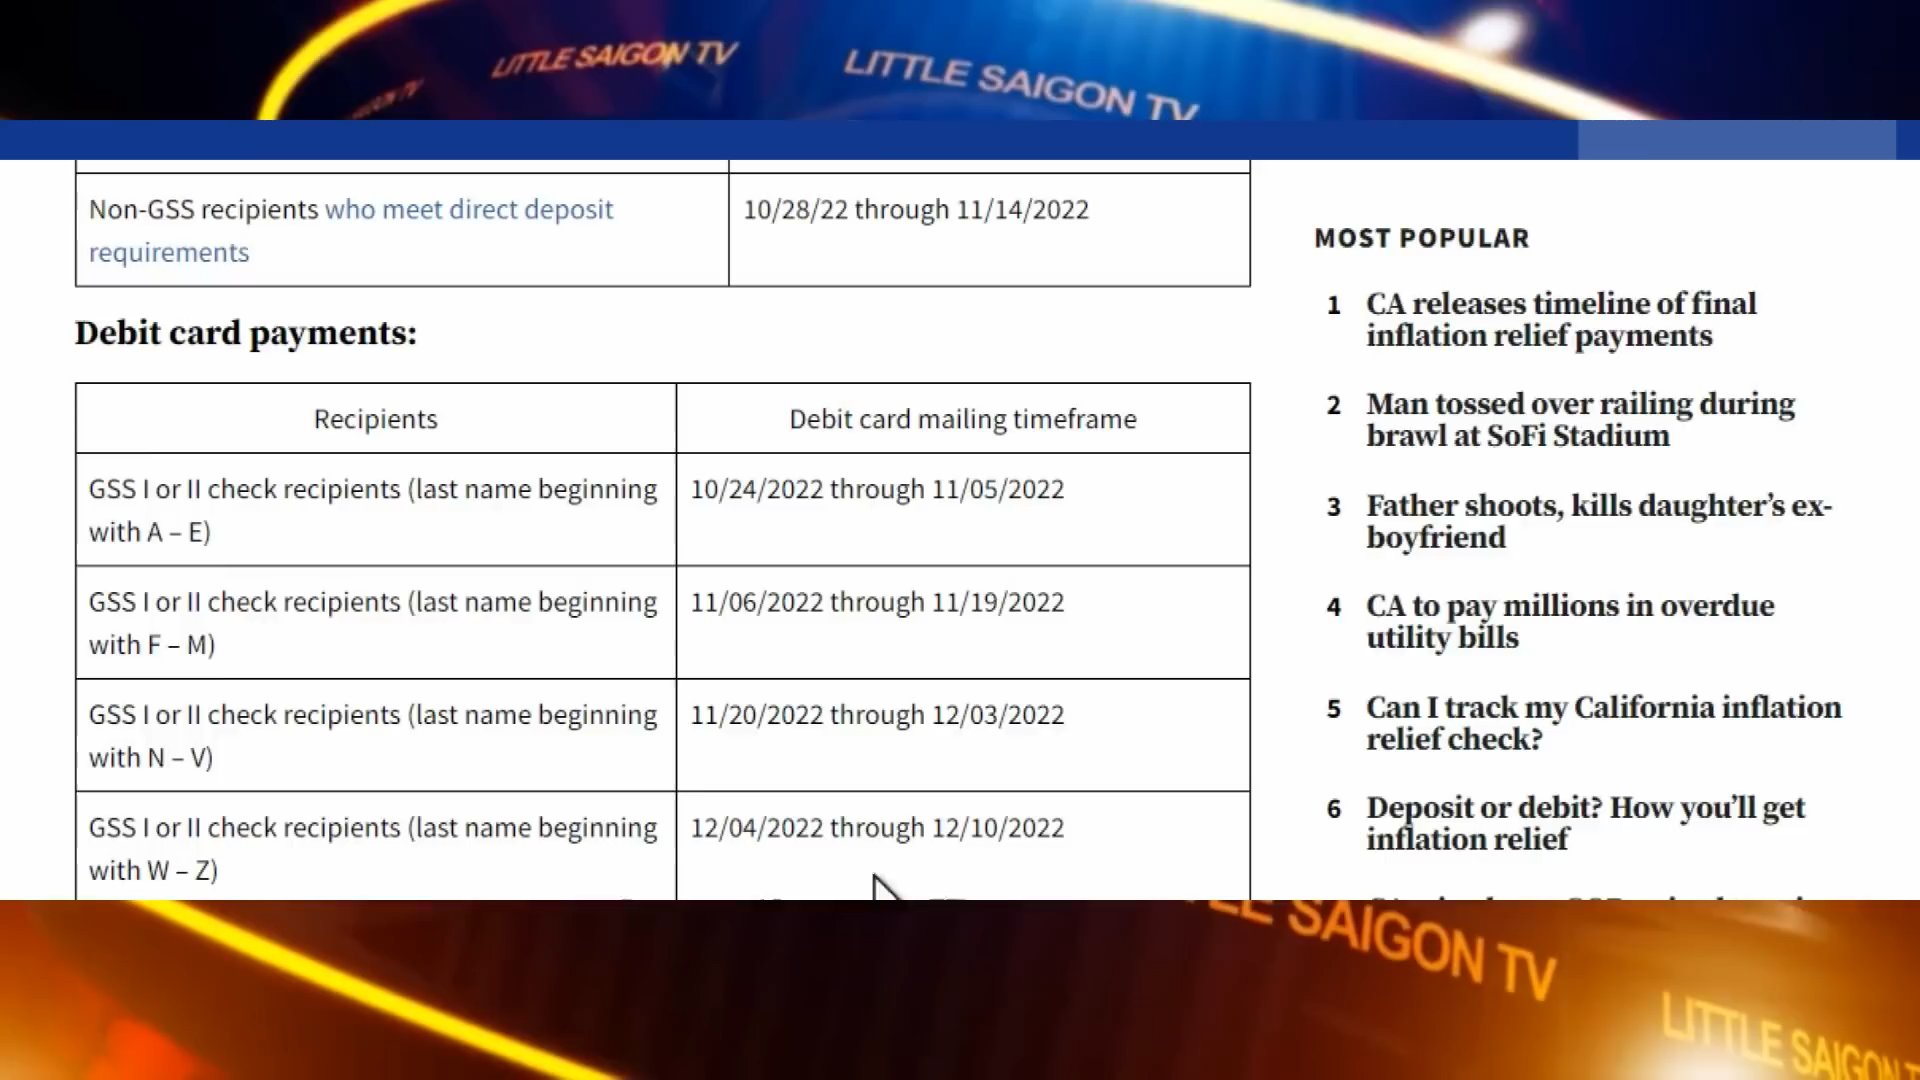 LITTLE SAIGON TV
LITTLE SAIGON TV
Non-GSS recipients who meet direct deposit
requirements
10/28/22 through 11/14/2022
Debit card payments:
Recipients
Debit card mailing timeframe
GSS I or II check recipients (last name beginning
with A – E)
10/24/2022 through 11/05/2022
GSS I or II check recipients (last name beginning
with F – M)
11/06/2022 through 11/19/2022
GSS I or II check recipients (last name beginning
with N – V)
11/20/2022 through 12/03/2022
GSS I or II check recipients (last name beginning
with W – Z)
12/04/2022 through 12/10/2022
MOST POPULAR
1 CA releases timeline of final
inflation relief payments
2 Man tossed over railing during
brawl at SoFi Stadium
3 Father shoots, kills daughter’s ex-
boyfriend
4 CA to pay millions in overdue
utility bills
5 Can I track my California inflation
relief check?
6 Deposit or debit? How you’ll get
inflation relief
SAIGON TV
LITTLE SAIGON